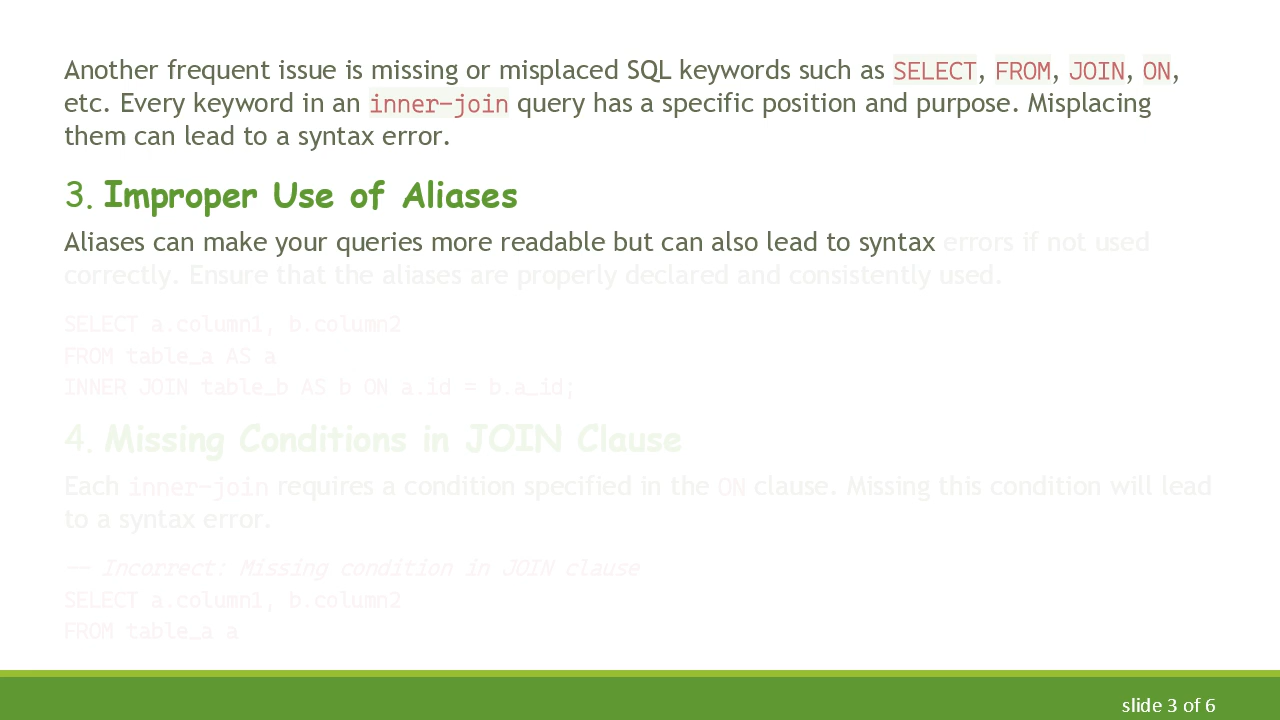 Another frequent issue is missing or misplaced SQL keywords such as SELECT, FROM, JOIN, ON,
etc. Every keyword in an inner-join query has a specific position and purpose. Misplacing
them can lead to a syntax error.
3. Improper Use of Aliases
Aliases can make your queries more readable but can also lead to syntax errors if not used
correctly. Ensure that the aliases are properly declared and consistently used.
SELECT a.column1, b.column2
FROM table_a AS a
INNER JOIN table_b AS b ON a.id = b.a_id;
4. Missing Conditions in JOIN Clause
Each inner-join requires a condition specified in the ON clause. Missing this condition will lead
to a syntax error.
-- Incorrect: Missing condition in JOIN clause
SELECT a.column1, b.column2
FROM table_a a
slide 3 of 6